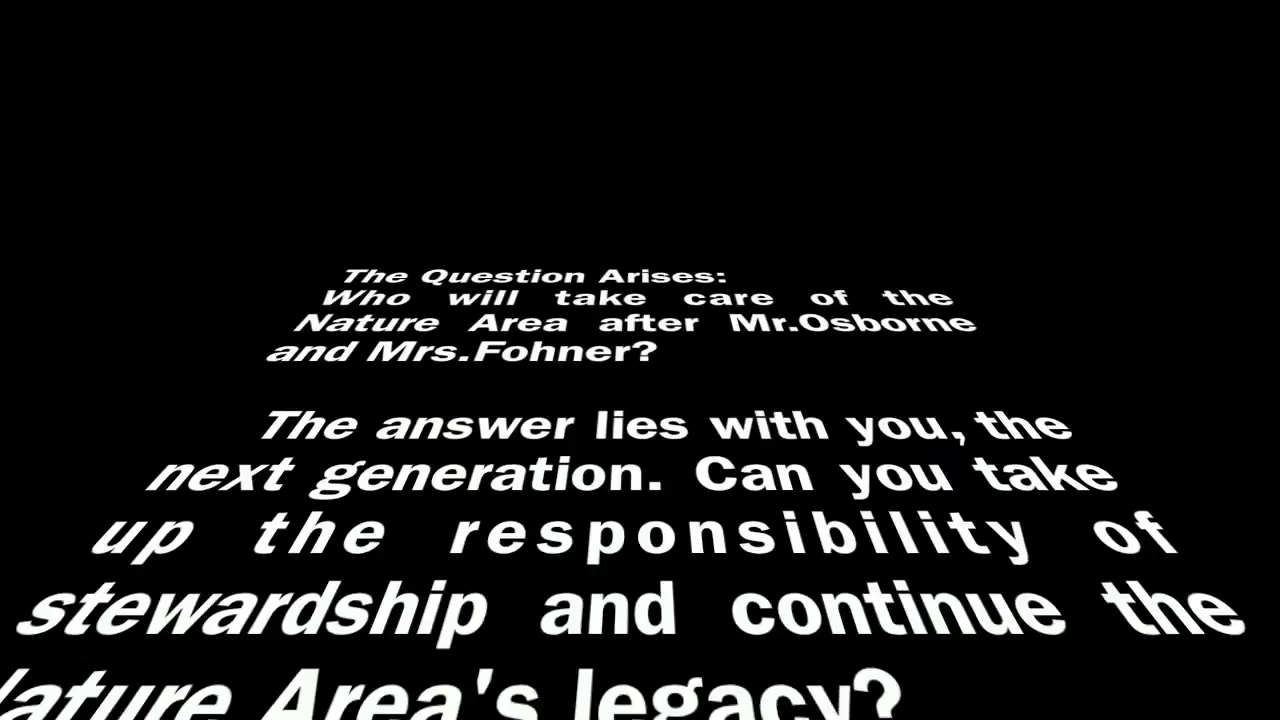 The Question Arises:
Who will take care of the
Nature Area after Mr.Osborne
and Mrs.Fohner?
The answer lies with you, the
next generation. Can you take
up the responsibility of
stewardship and continue the
Nature Area's legacy?